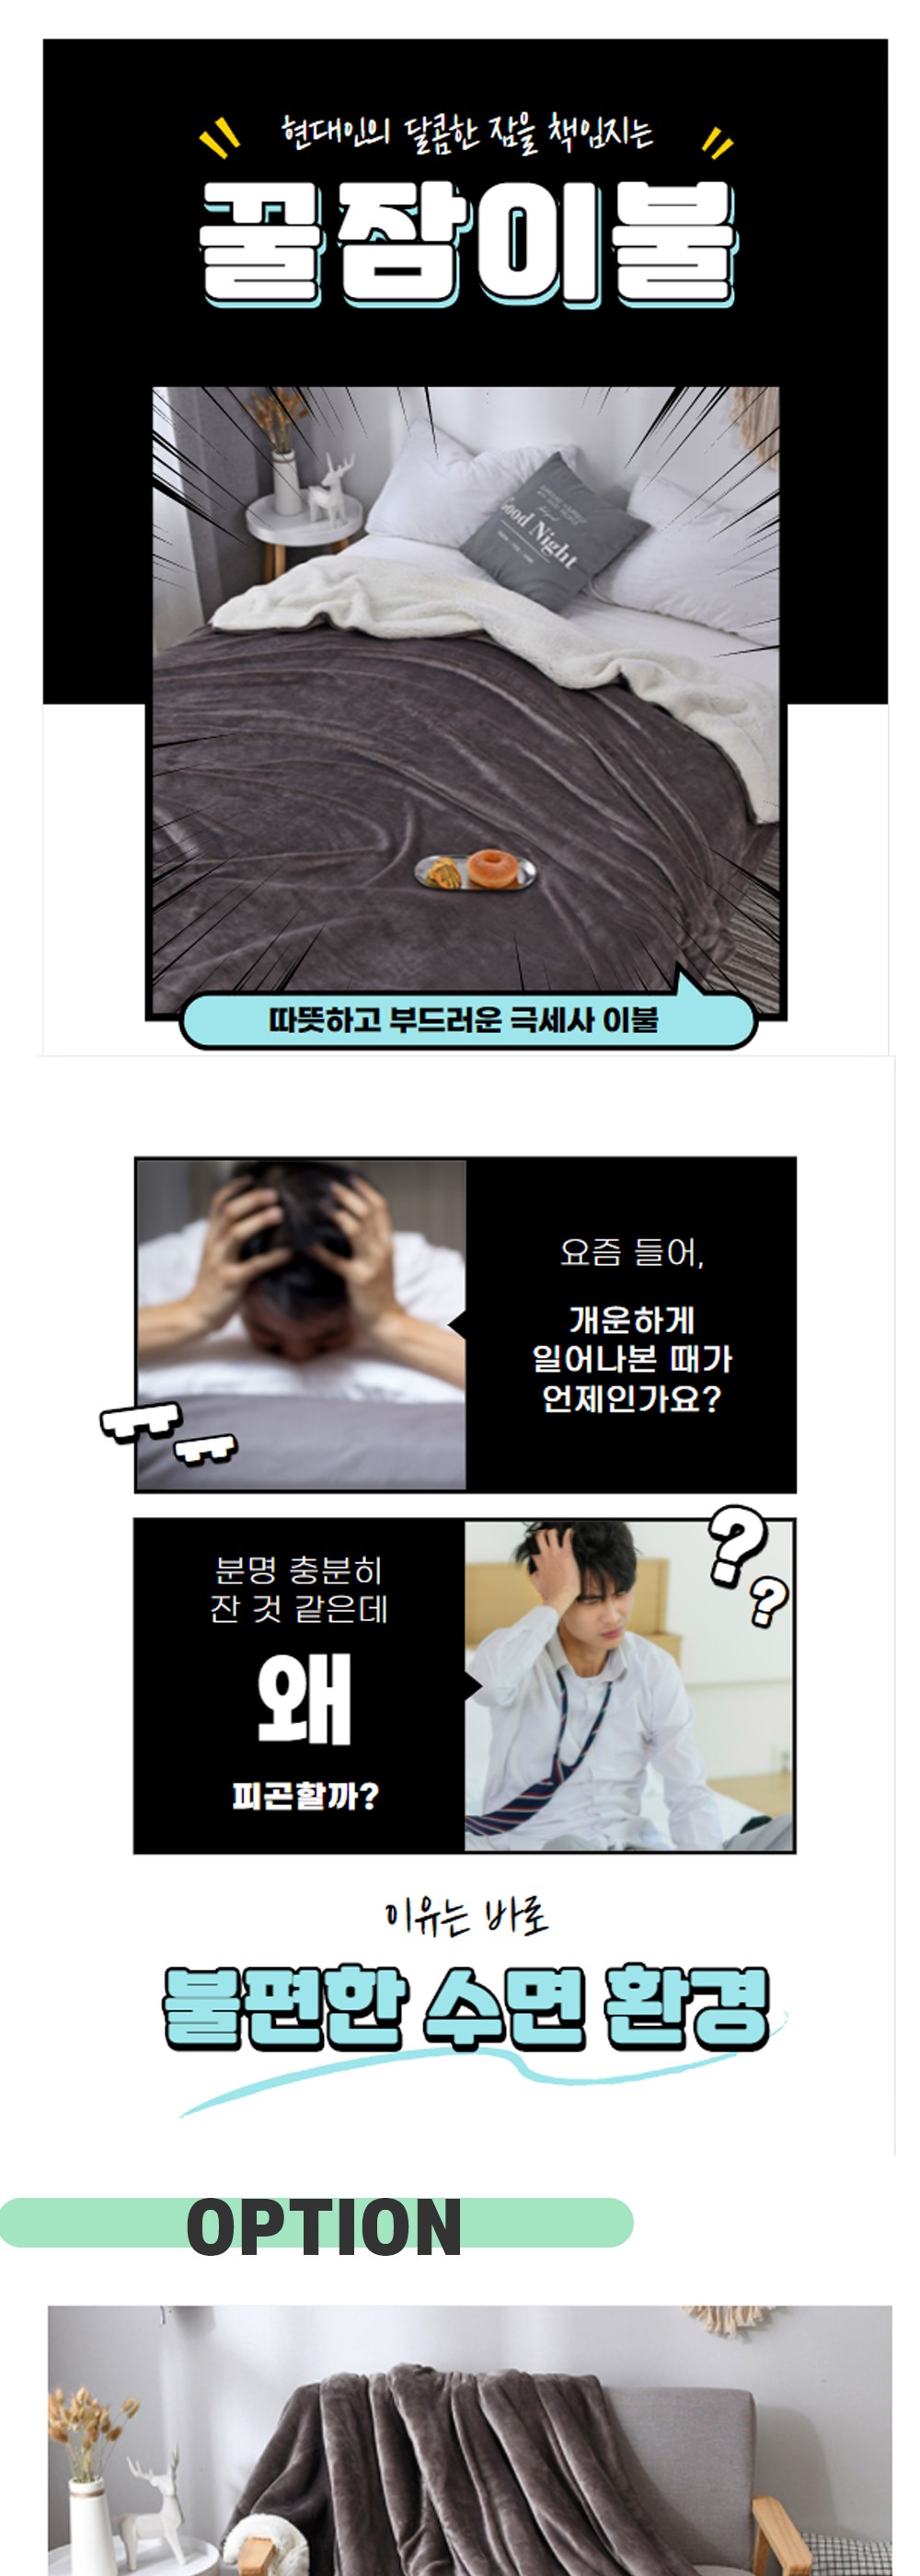 현대인의 달콤한 잠을 책임지는
꿀잠이불
Good Night
따뜻하고 부드러운 극세사 이불
요즘 들어,
개운하게
일어나본 때가
언제인가요?
ㅠㅠ
분명 충분히
잔 것 같은데
왜
피곤할까?
??
이유는 바로
불편한 수면 환경
OPTION